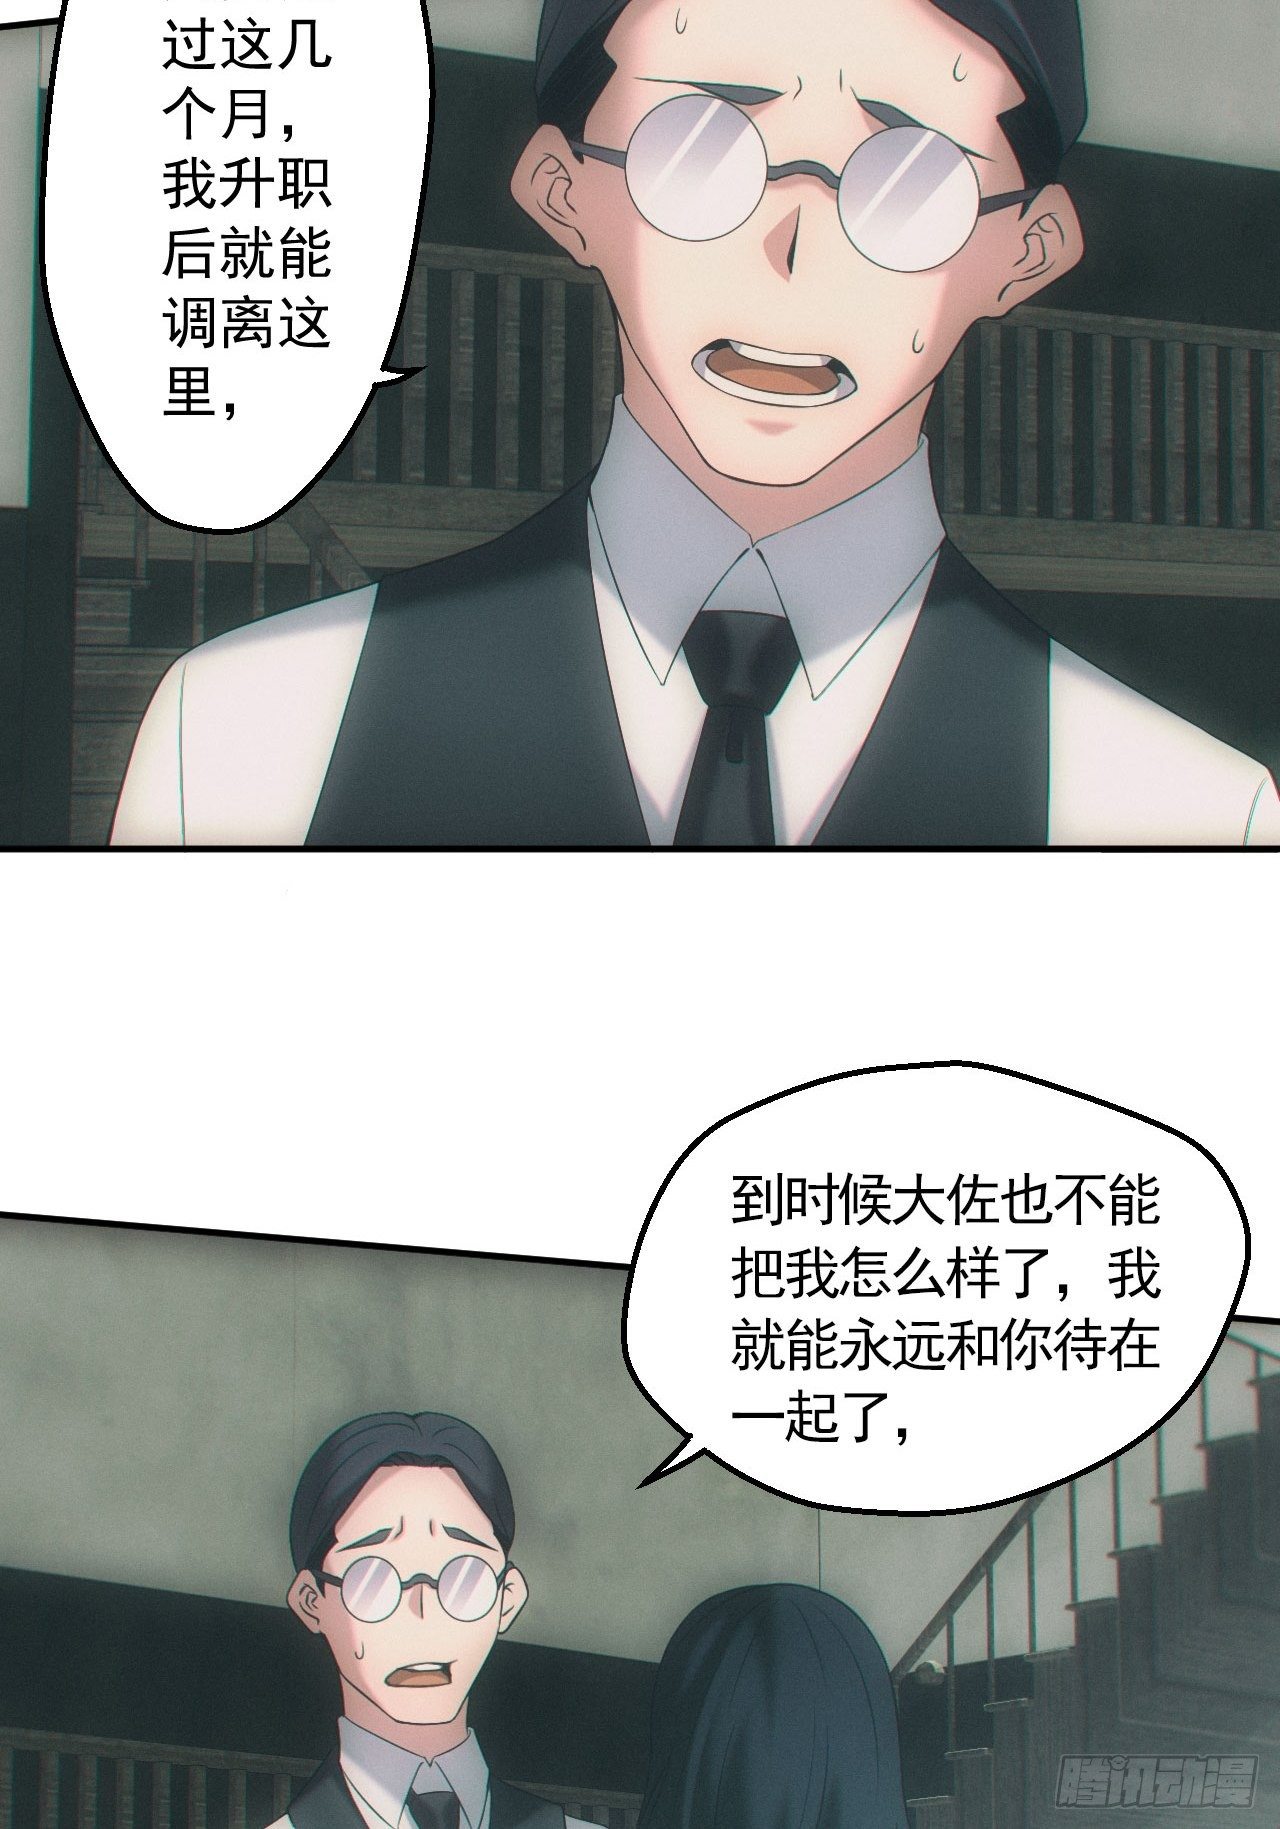 过这几
个月，
我升职
后就能
调离这
里，
到时候大佐也不能
把我怎么样了，我
就能永远和你待在
一起了，
腾讯动漫